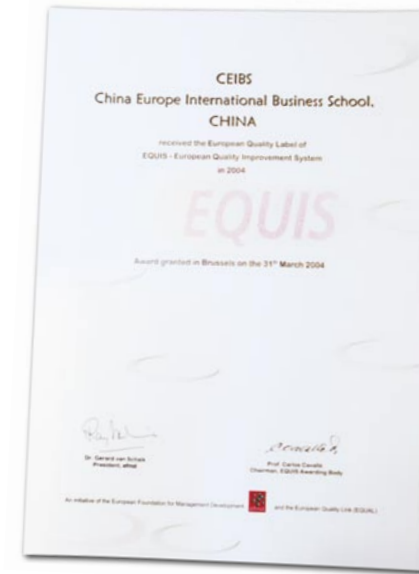 CEIBS
China Europe International Business School,
CHINA
received the European Quality Label of
EQUIS - European Quality Improvement System
in 2004
EQUIS
Award granted in Brussels on the 31st March 2004
Dr. Gerard van Schaik
President, efmd
Prof. Carlos Cavallé
Chairman, EQUIS Awarding Body
An initiative of the European Foundation for Management Development and the European Quality Link (EQUAL)